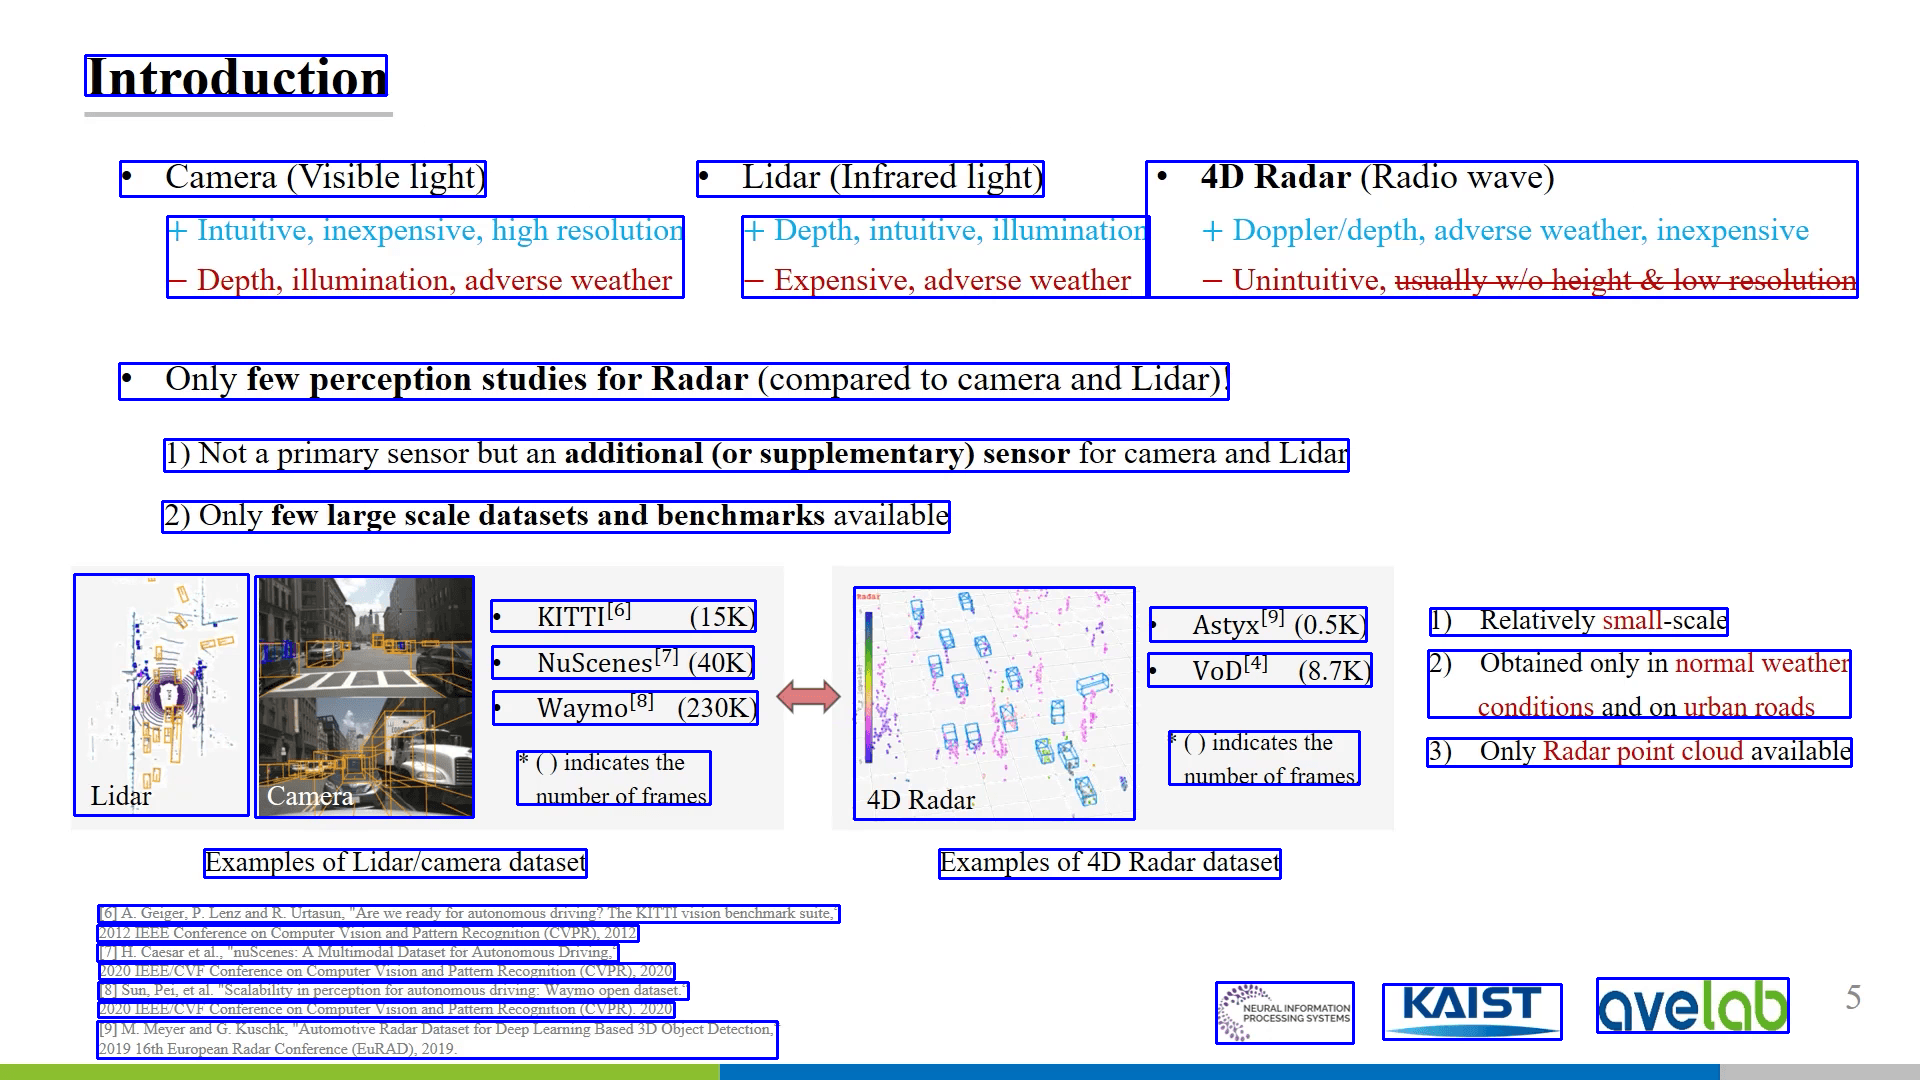 Introduction
• Camera (Visible light)
+ Intuitive, inexpensive, high resolution
− Depth, illumination, adverse weather
• Lidar (Infrared light)
+ Depth, intuitive, illumination
− Expensive, adverse weather
• 4D Radar (Radio wave)
+ Doppler/depth, adverse weather, inexpensive
− Unintuitive, usually w/o height & low resolution
• Only few perception studies for Radar (compared to camera and Lidar)!
1) Not a primary sensor but an additional (or supplementary) sensor for camera and Lidar
2) Only few large scale datasets and benchmarks available
Lidar
Camera
• KITTI[6] (15K)
• NuScenes[7] (40K)
• Waymo[8] (230K)
* ( ) indicates the
number of frames
Radar
4D Radar
• Astyx[9] (0.5K)
• VoD[4] (8.7K)
* ( ) indicates the
number of frames
1) Relatively small-scale
2) Obtained only in normal weather
conditions and on urban roads
3) Only Radar point cloud available
Examples of Lidar/camera dataset
Examples of 4D Radar dataset
[6] A. Geiger, P. Lenz and R. Urtasun, "Are we ready for autonomous driving? The KITTI vision benchmark suite,"
2012 IEEE Conference on Computer Vision and Pattern Recognition (CVPR), 2012
[7] H. Caesar et al., "nuScenes: A Multimodal Dataset for Autonomous Driving,"
2020 IEEE/CVF Conference on Computer Vision and Pattern Recognition (CVPR), 2020
[8] Sun, Pei, et al. "Scalability in perception for autonomous driving: Waymo open dataset."
2020 IEEE/CVF Conference on Computer Vision and Pattern Recognition (CVPR). 2020
[9] M. Meyer and G. Kuschk, "Automotive Radar Dataset for Deep Learning Based 3D Object Detection,"
2019 16th European Radar Conference (EuRAD), 2019.
NEURAL INFORMATION
PROCESSING SYSTEMS
KAIST
avelab
5